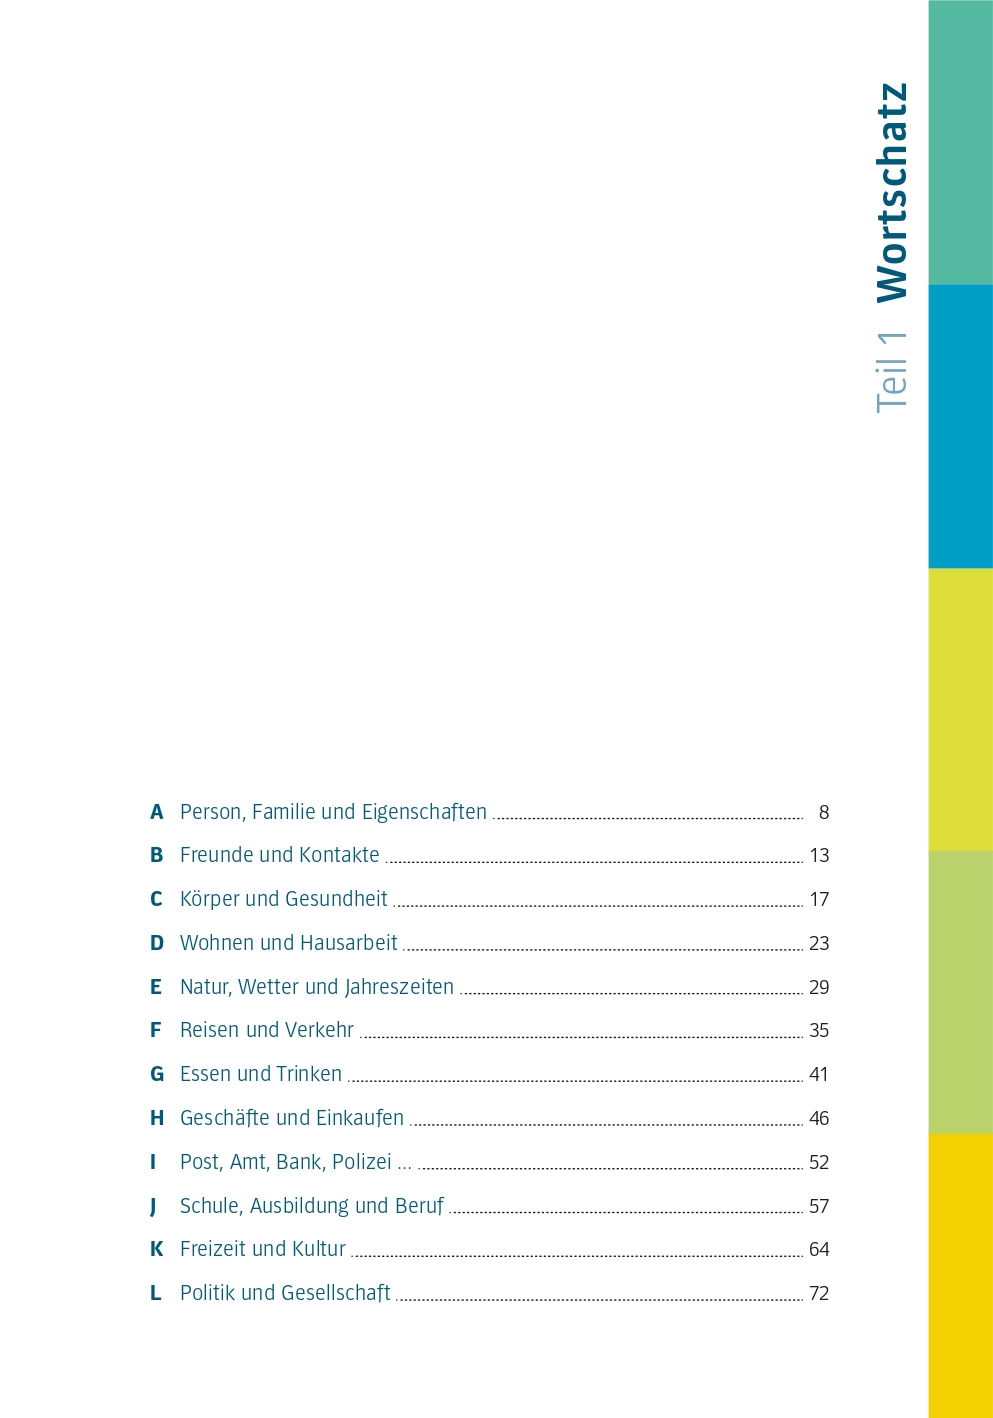 Teil 1 Wortschatz
A Person, Familie und Eigenschaften 8
B Freunde und Kontakte 13
C Körper und Gesundheit 17
D Wohnen und Hausarbeit 23
E Natur, Wetter und Jahreszeiten 29
F Reisen und Verkehr 35
G Essen und Trinken 41
H Geschäfte und Einkaufen 46
I Post, Amt, Bank, Polizei ... 52
J Schule, Ausbildung und Beruf 57
K Freizeit und Kultur 64
L Politik und Gesellschaft 72